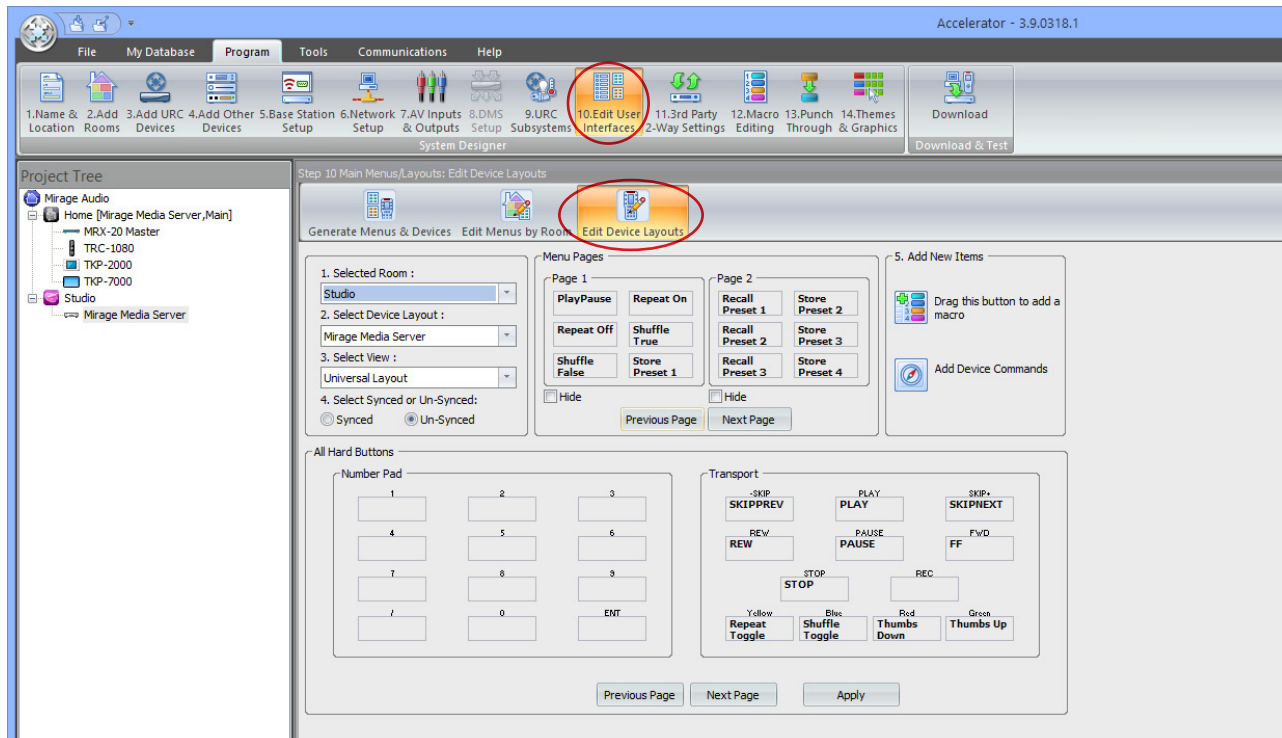 Accelerator - 3.9.0318.1
File My Database Program Tools Communications Help
1.Name & Location
2.Add Rooms
3.Add URC Devices
4.Add Other Devices
5.Base Station Setup
6.Network Setup
7.AV Inputs & Outputs
8.DMS Setup
9.URC Subsystems
10.Edit User Interfaces
11.3rd Party 2-Way Settings
12.Macro Editing
13.Punch Through
14.Themes & Graphics
Download
System Designer
Download & Test
Project Tree
Mirage Audio
Home [Mirage Media Server,Main]
MRX-20 Master
TRC-1080
TKP-2000
TKP-7000
Studio
Mirage Media Server
Step 10 Main Menus/Layouts: Edit Device Layouts
Generate Menus & Devices
Edit Menus by Room
Edit Device Layouts
1. Selected Room :
Studio
2. Select Device Layout :
Mirage Media Server
3. Select View :
Universal Layout
4. Select Synced or Un-Synced:
Synced Un-Synced
Menu Pages
Page 1
PlayPause
Repeat On
Repeat Off
Shuffle True
Shuffle False
Store Preset 1
Hide
Page 2
Recall Preset 1
Store Preset 2
Recall Preset 2
Store Preset 3
Recall Preset 3
Store Preset 4
Hide
Previous Page
Next Page
5. Add New Items
Drag this button to add a
macro
Add Device Commands
All Hard Buttons
Number Pad
1 2 3
4 5 6
7 8 9
/ 0 ENT
Transport
-SKIP PLAY SKIP+
SKIPPREV PLAY SKIPNEXT
REW PAUSE FWD
REW PAUSE FF
STOP REC
STOP
Yellow Blue Red Green
Repeat Toggle
Shuffle Toggle
Thumbs Down
Thumbs Up
Previous Page
Next Page
Apply